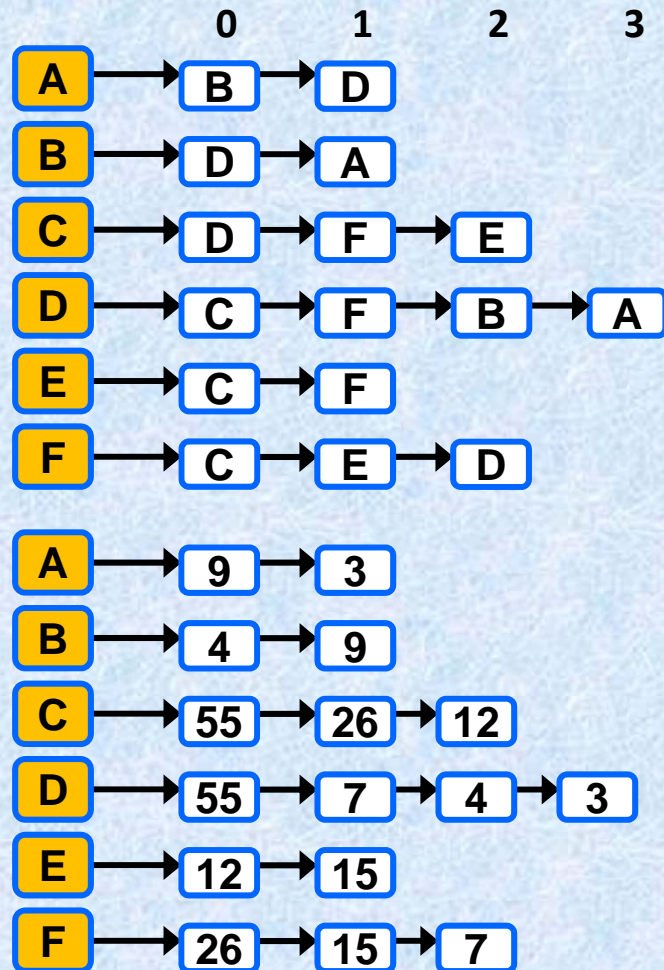 0 1 2 3
A B D
B D A
C D F E
D C F B A
E C F
F C E D
A 9 3
B 4 9
C 55 26 12
D 55 7 4 3
E 12 15
F 26 15 7